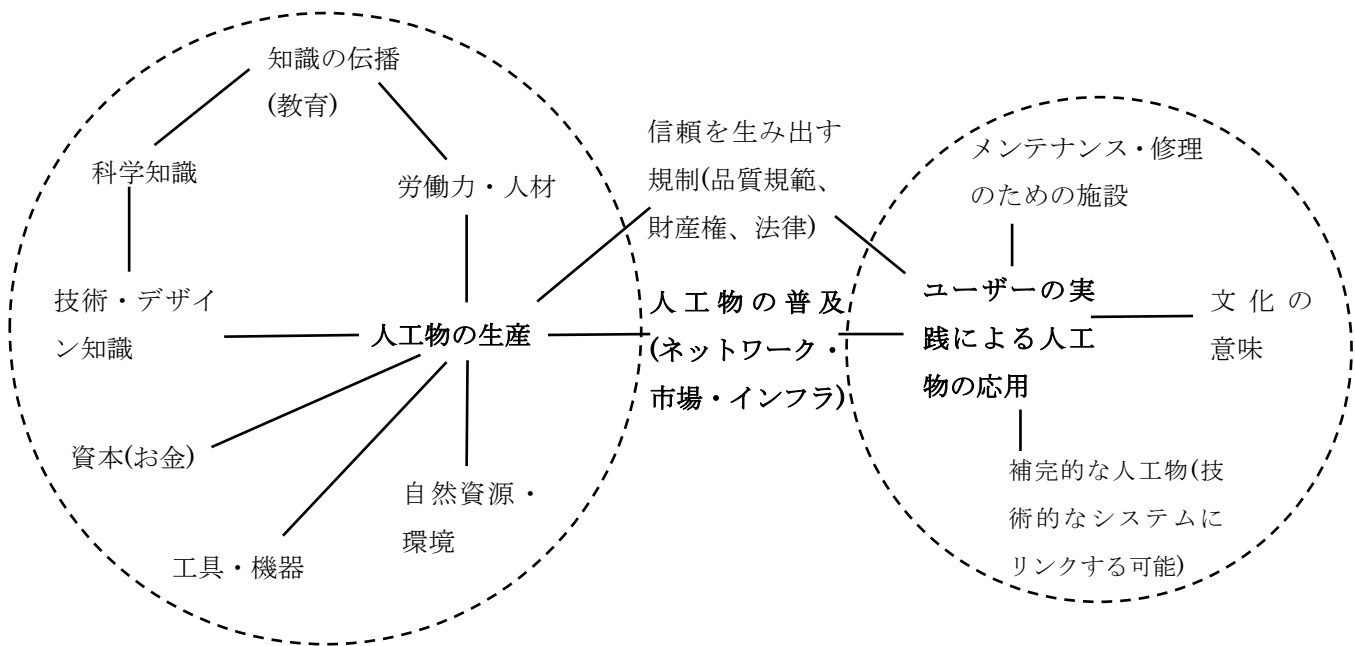 知識の伝播
(教育)
科学知識
労働力・人材
技術・デザイ
ン知識
人工物の生産
資本(お金)
工具・機器
自然資源・
環境
信頼を生み出す
規制(品質規範、
財産権、法律)
人工物の普及
(ネットワーク・
市場・インフラ)
メンテナンス・修理
のための施設
ユーザーの実
践による人工
物の応用
文化の
意味
補完的な人工物(技
術的なシステムに
リンクする可能)